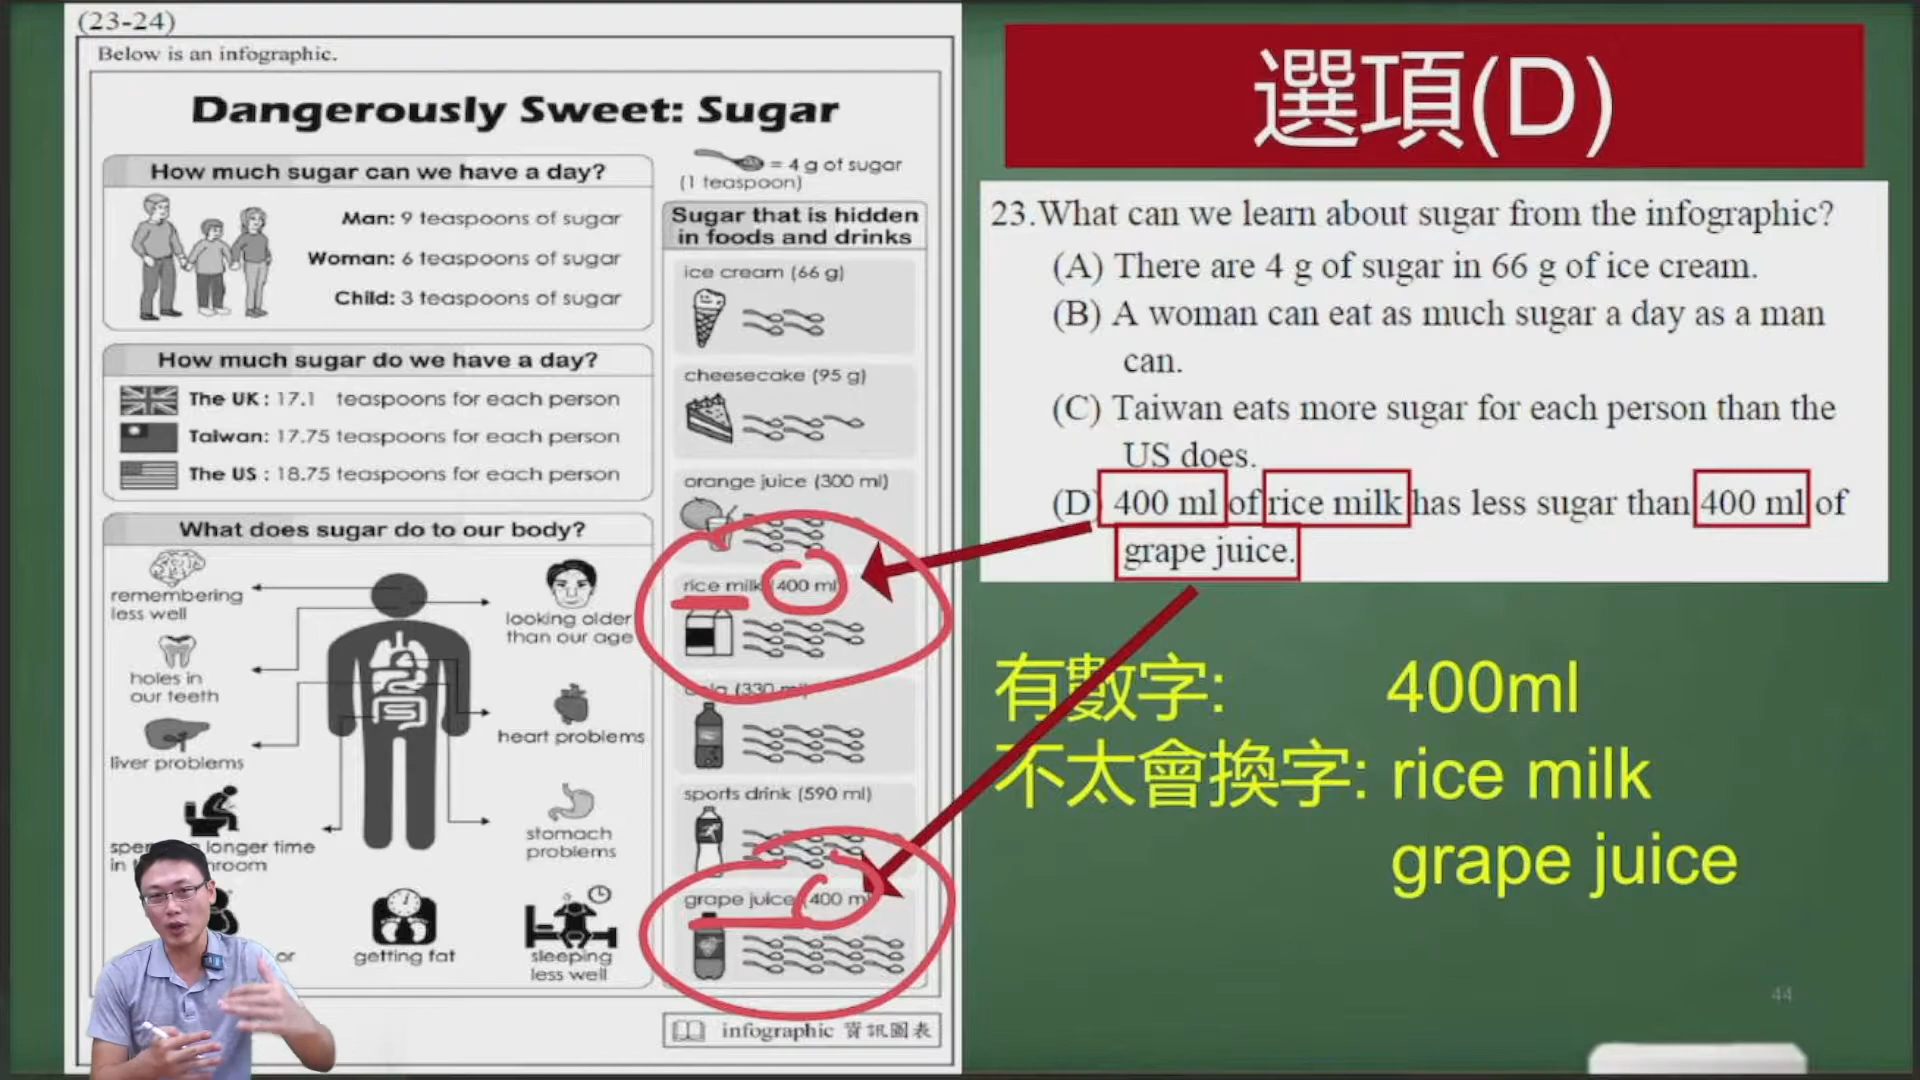 (23-24)
Below is an infographic.
Dangerously Sweet: Sugar
How much sugar can we have a day?
Man: 9 teaspoons of sugar
Woman: 6 teaspoons of sugar
Child: 3 teaspoons of sugar
How much sugar do we have a day?
The UK : 17.1 teaspoons for each person
Taiwan: 17.75 teaspoons for each person
The US : 18.75 teaspoons for each person
What does sugar do to our body?
remembering
less well
holes in
our teeth
liver problems
longer time
in
looking older
than our age
heart problems
stomach
problems
or
getting fat
sleeping
less well
= 4 g of sugar
(1 teaspoon)
Sugar that is hidden
in foods and drinks
ice cream (66 g)
cheesecake (95 g)
orange juice (300 ml)
rice milk (400 ml)
(330 ml)
sports drink (590 ml)
grape juice (400 ml)
infographic 資訊圖表
選項(D)
23.What can we learn about sugar from the infographic?
(A) There are 4 g of sugar in 66 g of ice cream.
(B) A woman can eat as much sugar a day as a man
can.
(C) Taiwan eats more sugar for each person than the
US does.
(D) 400 ml of rice milk has less sugar than 400 ml of
grape juice.
有數字: 400ml
不太會換字: rice milk
grape juice
44